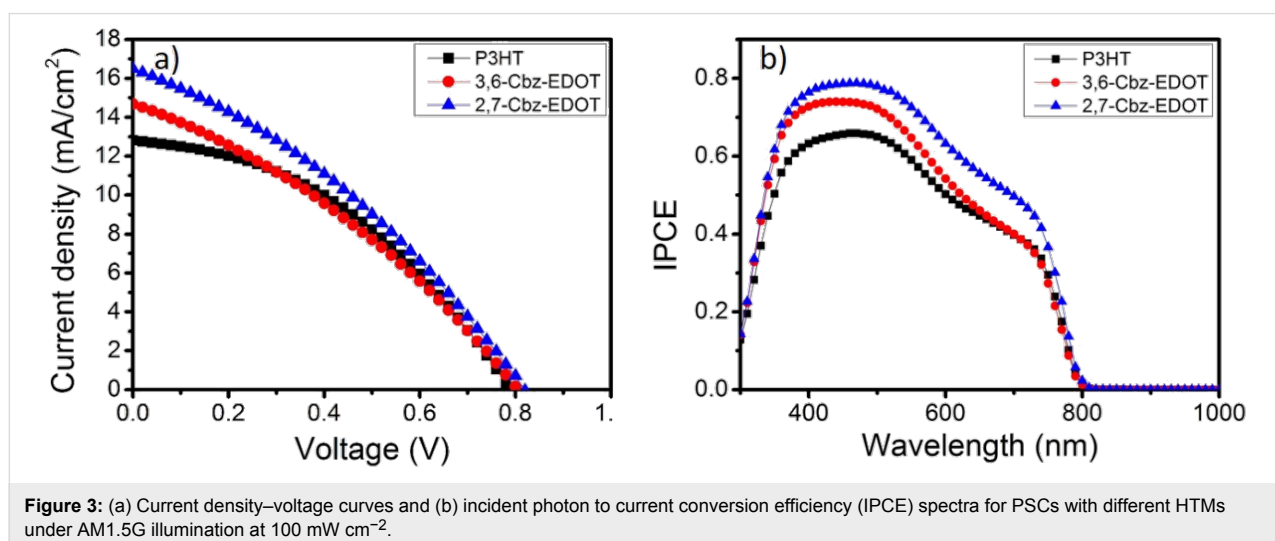 a)
P3HT
3,6-Cbz-EDOT
2,7-Cbz-EDOT
Current density (mA/cm²)
18
16
14
12
10
8
6
4
2
0
0.0 0.2 0.4 0.6 0.8 1.
Voltage (V)
b)
P3HT
3,6-Cbz-EDOT
2,7-Cbz-EDOT
IPCE
0.8
0.6
0.4
0.2
0.0
400 600 800 1000
Wavelength (nm)
Figure 3: (a) Current density–voltage curves and (b) incident photon to current conversion efficiency (IPCE) spectra for PSCs with different HTMs
under AM1.5G illumination at 100 mW cm⁻².